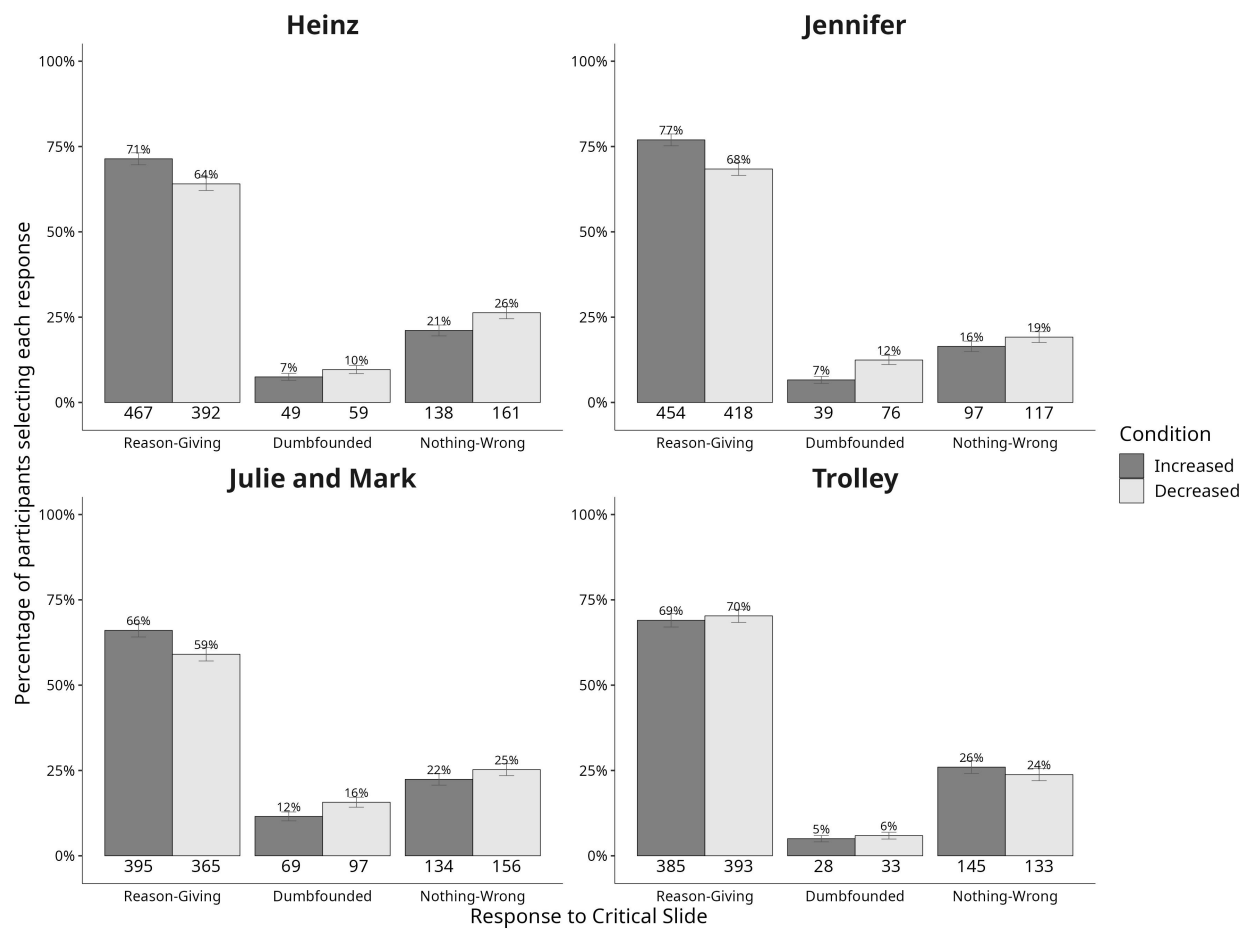 Heinz
Jennifer
100%
75%
50%
25%
0%
71%
64%
7%
10%
21%
26%
467 392 49 59 138 161
Reason-Giving Dumbfounded Nothing-Wrong
100%
75%
50%
25%
0%
77%
68%
7%
12%
16%
19%
454 418 39 76 97 117
Reason-Giving Dumbfounded Nothing-Wrong
Julie and Mark
Trolley
100%
75%
50%
25%
0%
66%
59%
12%
16%
22%
25%
395 365 69 97 134 156
Reason-Giving Dumbfounded Nothing-Wrong
100%
75%
50%
25%
0%
69%
70%
5%
6%
26%
24%
385 393 28 33 145 133
Reason-Giving Dumbfounded Nothing-Wrong
Percentage of participants selecting each response
Response to Critical Slide
Condition
Increased
Decreased